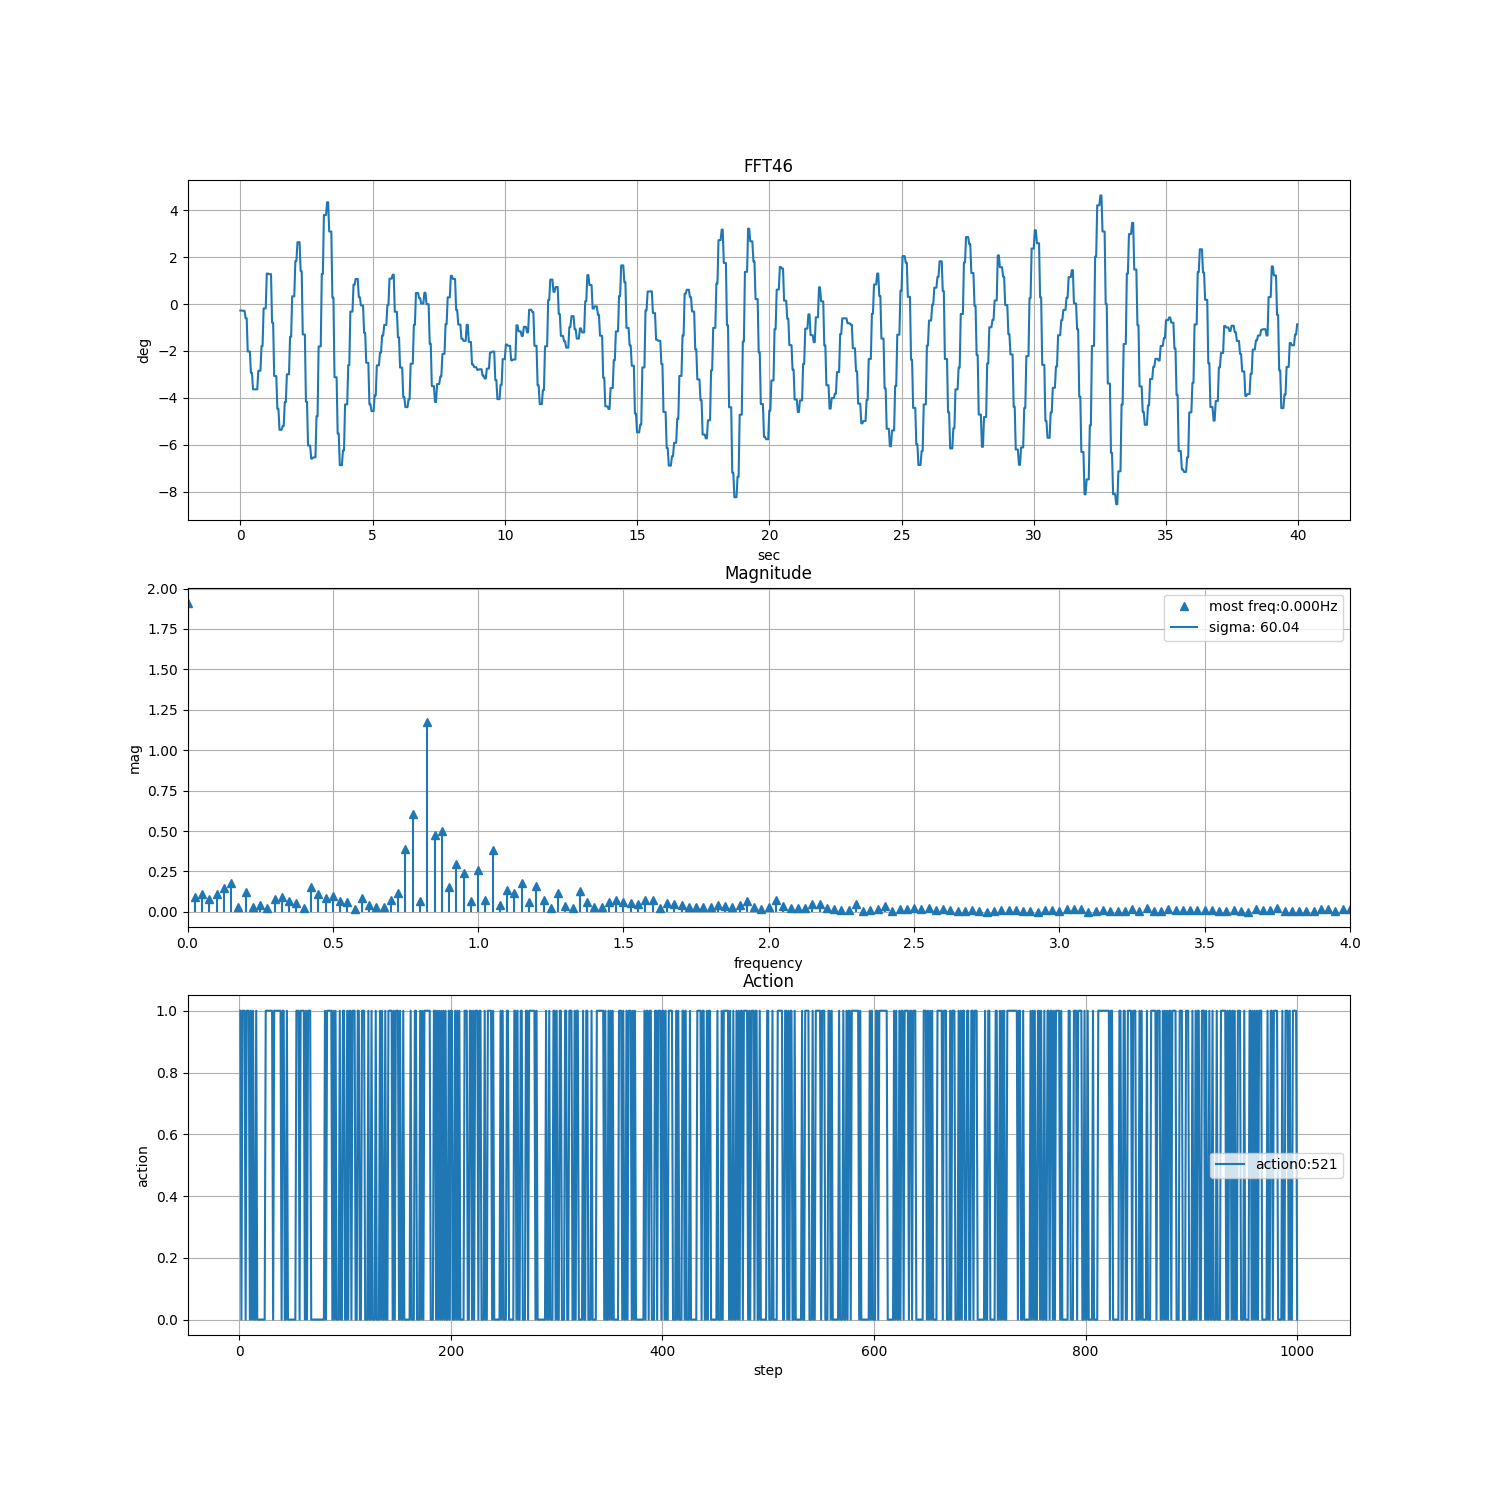 FFT46
4
2
0
−2
−4
−6
−8
deg
0 5 10 15 20 25 30 35 40
sec
Magnitude
2.00
1.75
1.50
1.25
1.00
0.75
0.50
0.25
0.00
mag
most freq:0.000Hz
sigma: 60.04
0.0 0.5 1.0 1.5 2.0 2.5 3.0 3.5 4.0
frequency
Action
1.0
0.8
0.6
0.4
0.2
0.0
action
action0:521
0 200 400 600 800 1000
step